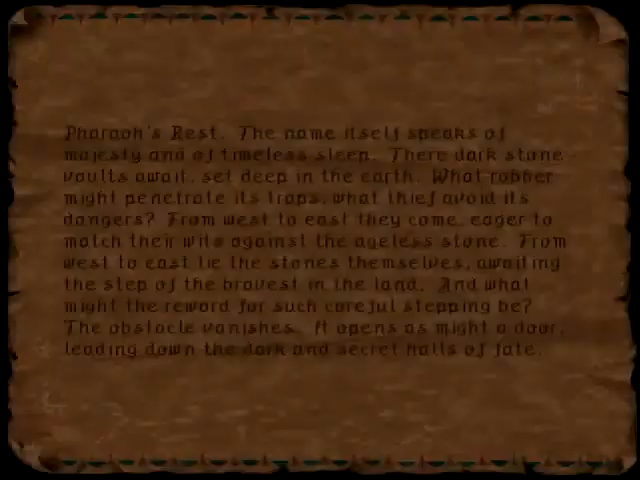 Pharaoh's Rest. The name itself speaks of
majesty and of timeless sleep. There dark stone
vaults await, set deep in the earth. What robber
might penetrate its traps, what thief avoid its
dangers? From west to east they come, eager to
match their wits against the ageless stone. From
west to east lie the stones themselves, awaiting
the step of the bravest in the land. And what
might the reward for such careful stepping be?
The obstacle vanishes. It opens as might a door,
leading down the dark and secret halls of fate.